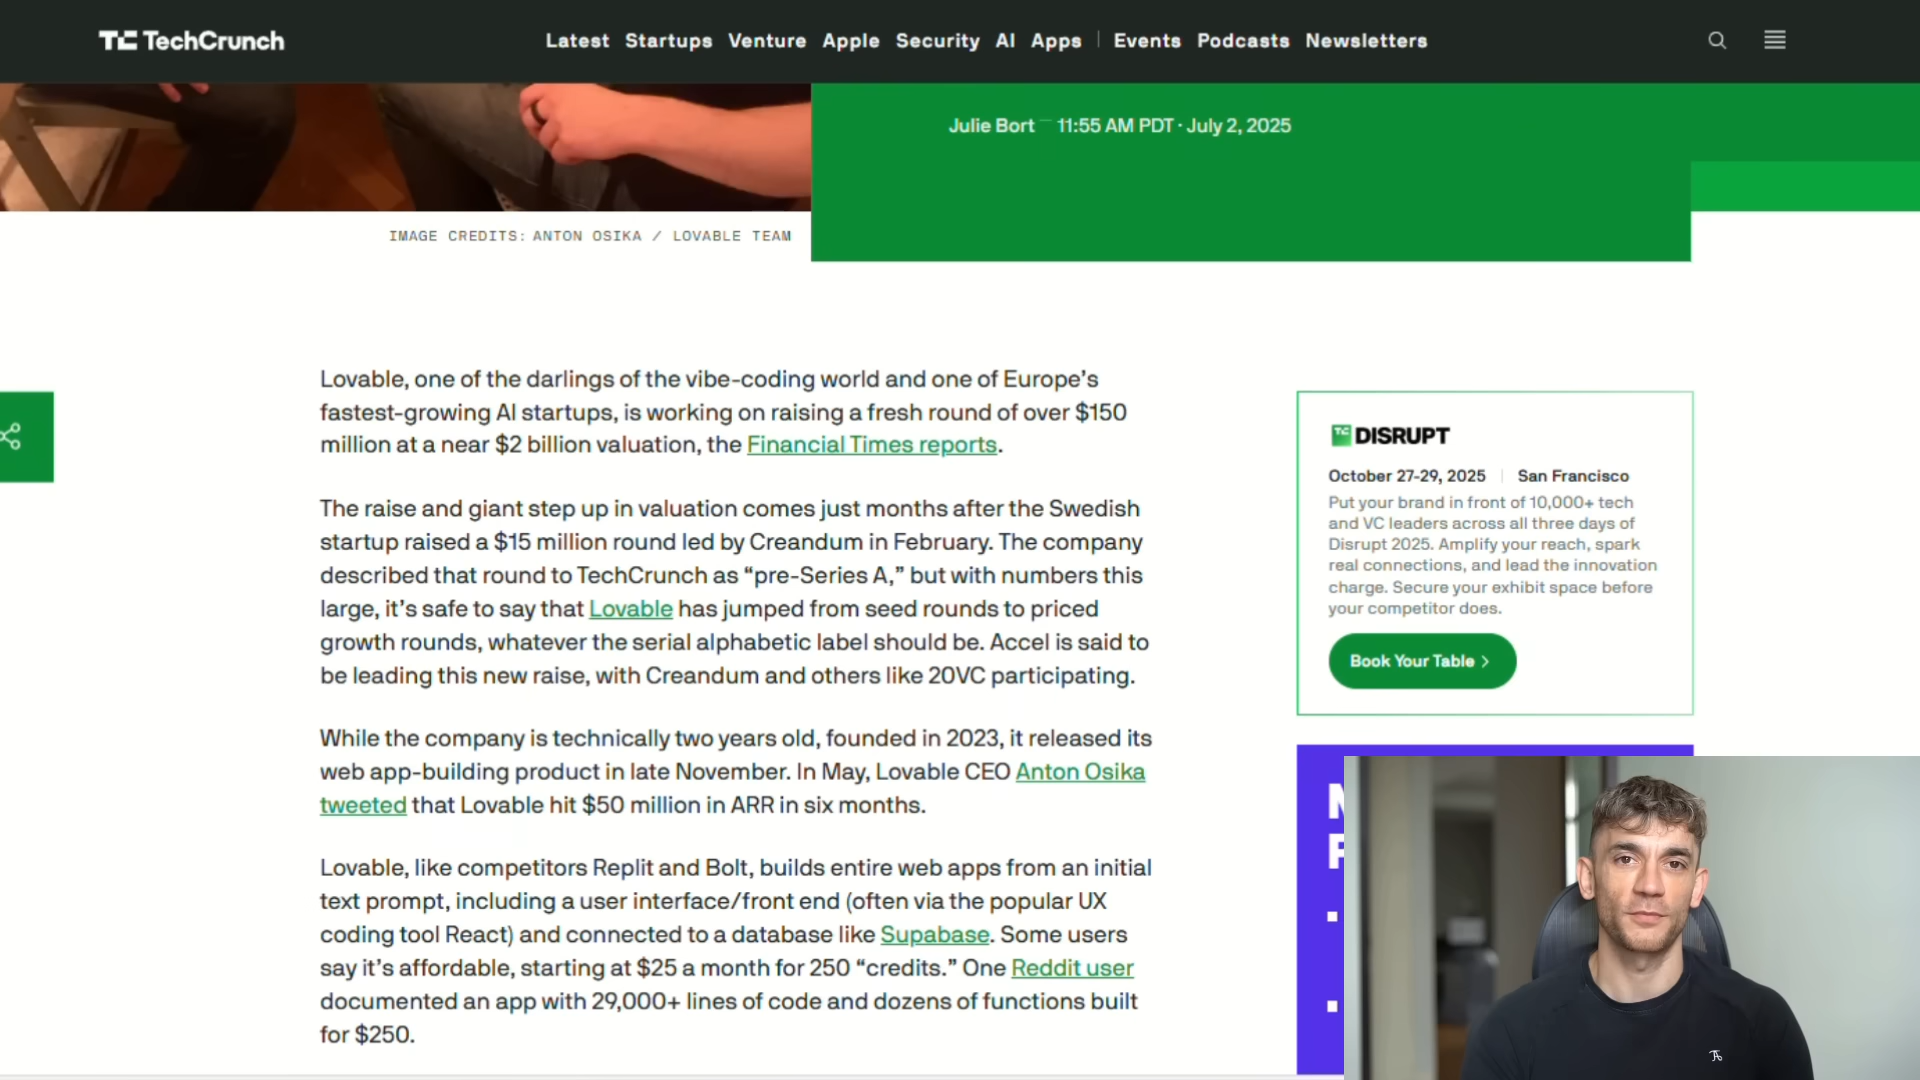 TechCrunch
Latest Startups Venture Apple Security AI Apps | Events Podcasts Newsletters
Julie Bort — 11:55 AM PDT · July 2, 2025
IMAGE CREDITS: ANTON OSIKA / LOVABLE TEAM
Lovable, one of the darlings of the vibe-coding world and one of Europe’s
fastest-growing AI startups, is working on raising a fresh round of over $150
million at a near $2 billion valuation, the Financial Times reports.
The raise and giant step up in valuation comes just months after the Swedish
startup raised a $15 million round led by Creandum in February. The company
described that round to TechCrunch as “pre-Series A,” but with numbers this
large, it’s safe to say that Lovable has jumped from seed rounds to priced
growth rounds, whatever the serial alphabetic label should be. Accel is said to
be leading this new raise, with Creandum and others like 20VC participating.
While the company is technically two years old, founded in 2023, it released its
web app-building product in late November. In May, Lovable CEO Anton Osika
tweeted that Lovable hit $50 million in ARR in six months.
Lovable, like competitors Replit and Bolt, builds entire web apps from an initial
text prompt, including a user interface/front end (often via the popular UX
coding tool React) and connected to a database like Supabase. Some users
say it’s affordable, starting at $25 a month for 250 “credits.” One Reddit user
documented an app with 29,000+ lines of code and dozens of functions built
for $250.
TC DISRUPT
October 27-29, 2025 | San Francisco
Put your brand in front of 10,000+ tech
and VC leaders across all three days of
Disrupt 2025. Amplify your reach, spark
real connections, and lead the innovation
charge. Secure your exhibit space before
your competitor does.
Book Your Table >